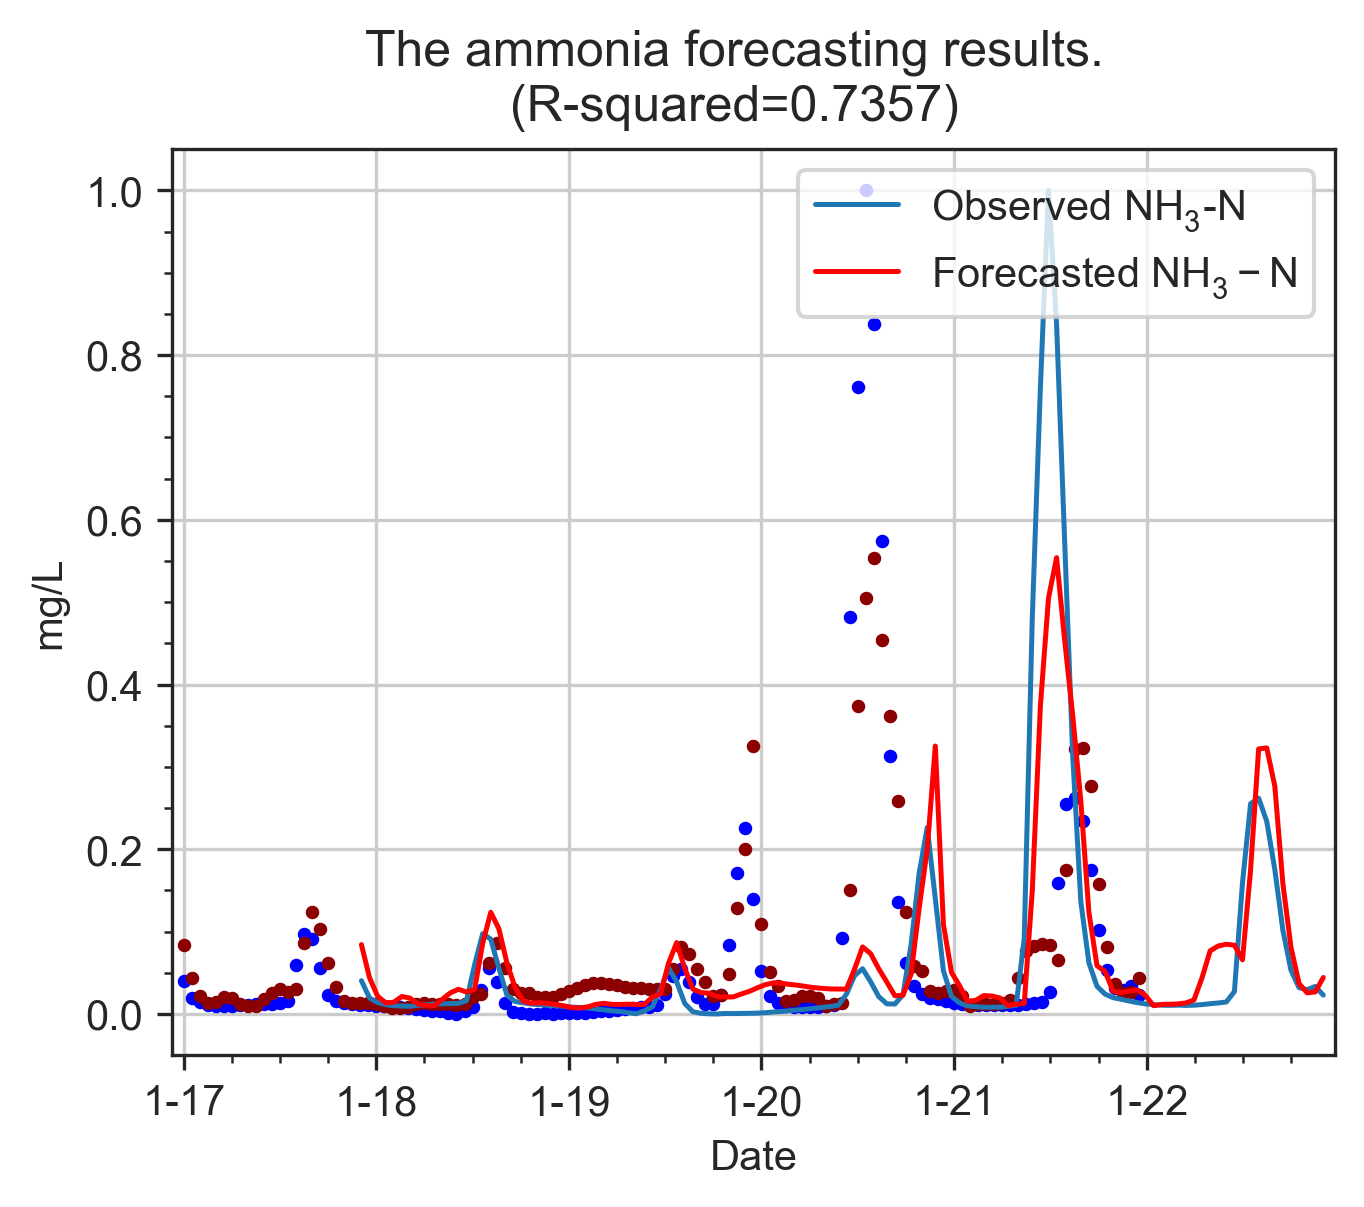 The ammonia forecasting results.
(R-squared=0.7357)
Observed NH3-N
Forecasted NH3 − N
1.0
0.8
0.6
0.4
0.2
0.0
mg/L
1-17 1-18 1-19 1-20 1-21 1-22
Date